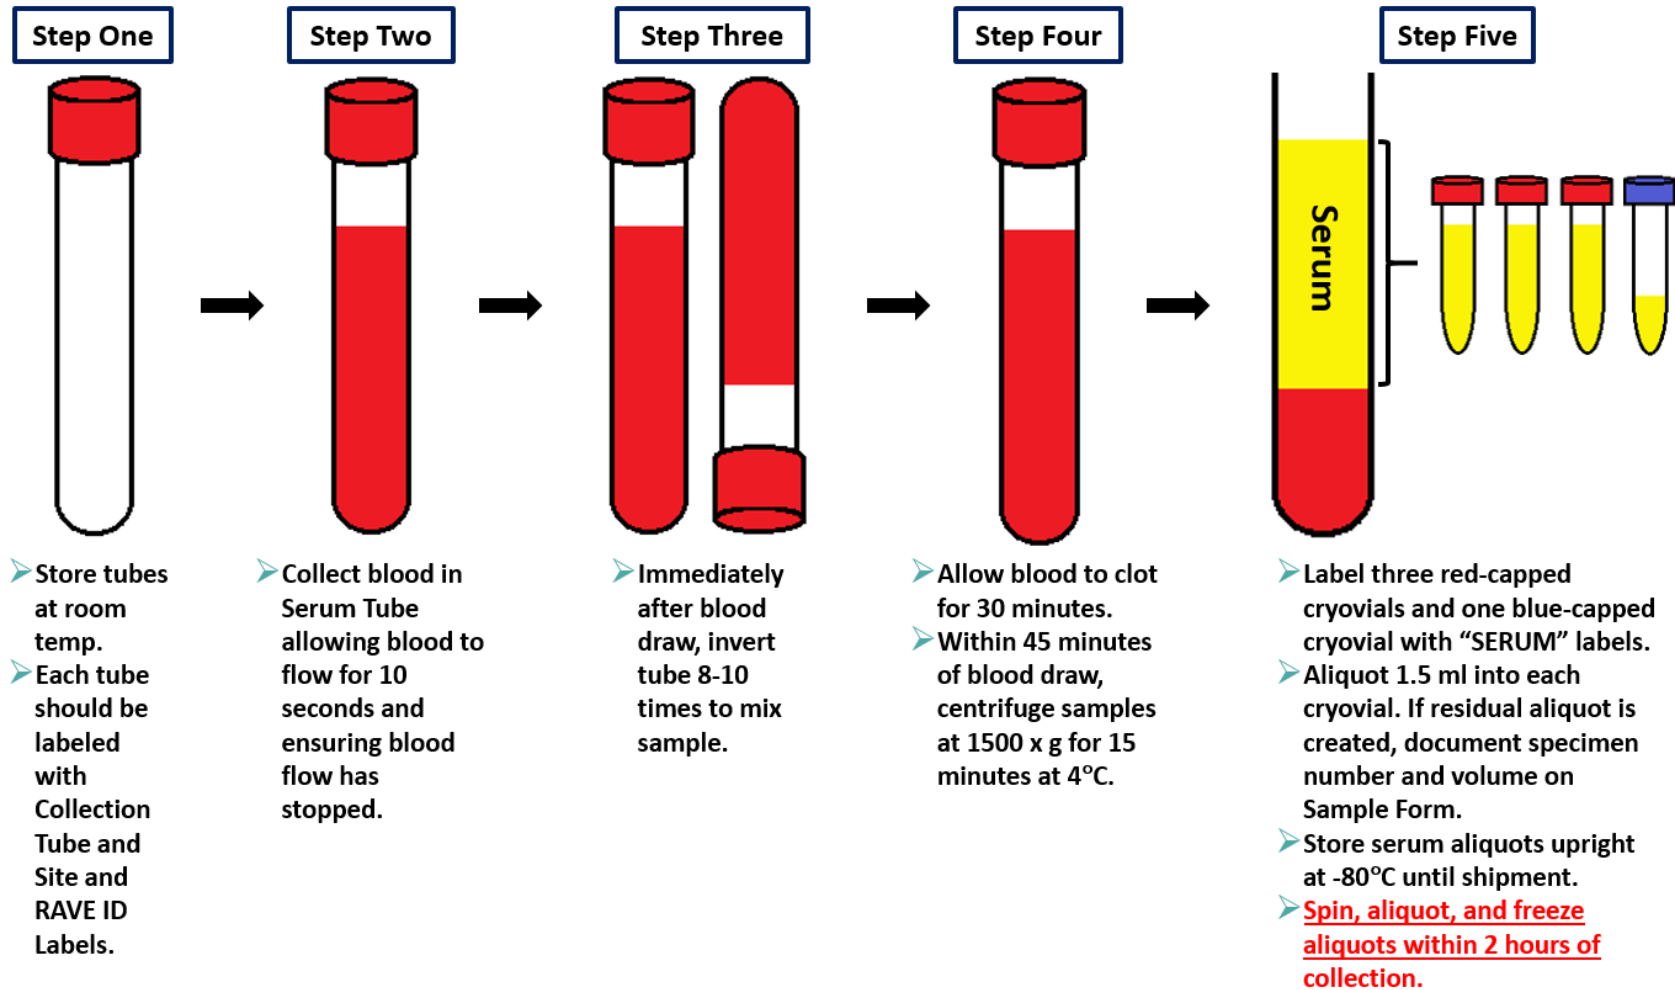 Step One
Step Two
Step Three
Step Four
Step Five
Serum
Store tubes
at room
temp.
Each tube
should be
labeled
with
Collection
Tube and
Site and
RAVE ID
Labels.
Collect blood in
Serum Tube
allowing blood to
flow for 10
seconds and
ensuring blood
flow has
stopped.
Immediately
after blood
draw, invert
tube 8-10
times to mix
sample.
Allow blood to clot
for 30 minutes.
Within 45 minutes
of blood draw,
centrifuge samples
at 1500 x g for 15
minutes at 4°C.
Label three red-capped
cryovials and one blue-capped
cryovial with “SERUM” labels.
Aliquot 1.5 ml into each
cryovial. If residual aliquot is
created, document specimen
number and volume on
Sample Form.
Store serum aliquots upright
at -80°C until shipment.
Spin, aliquot, and freeze
aliquots within 2 hours of
collection.